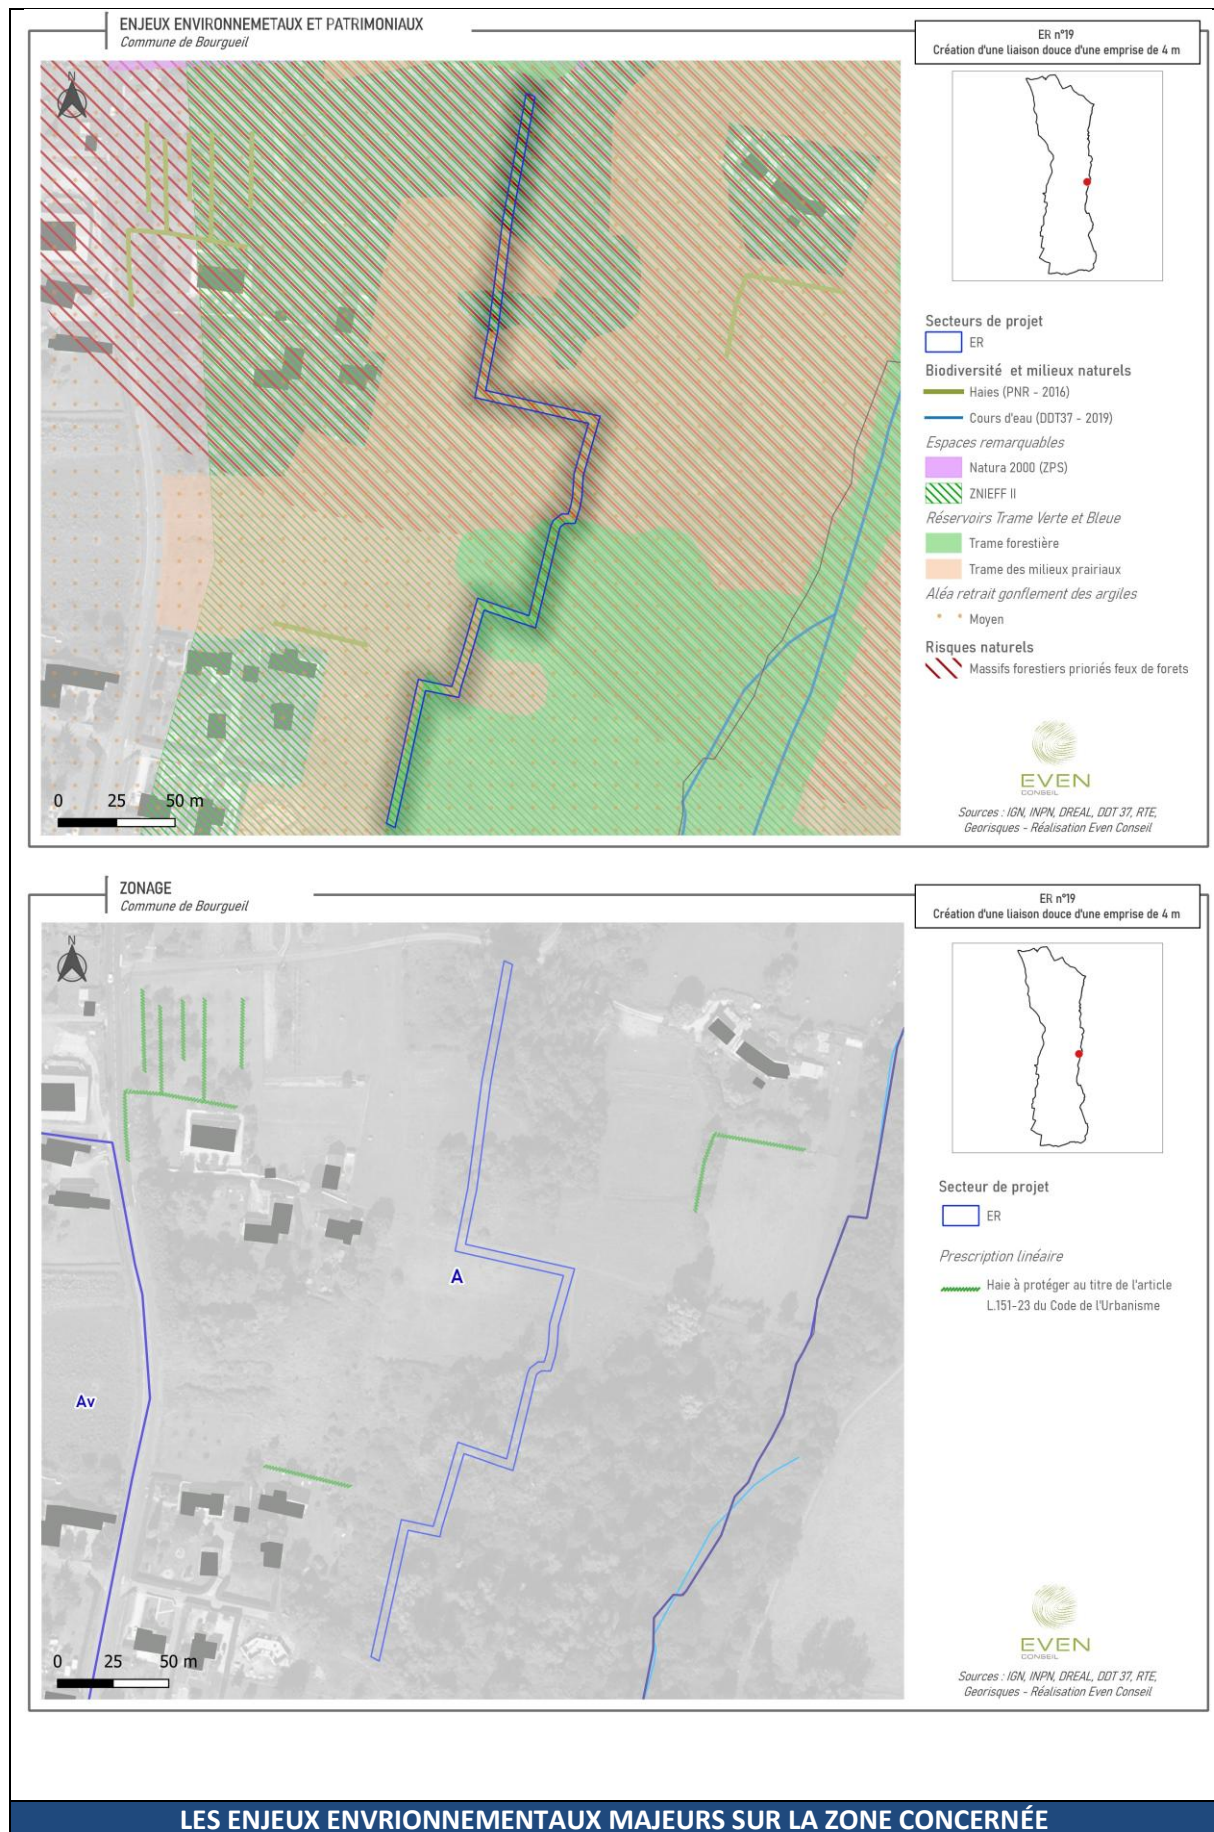 ENJEUX ENVIRONNEMETAUX ET PATRIMONIAUX
Commune de Bourgueil
ER n°19
Création d'une liaison douce d'une emprise de 4 m
N
0 25 50 m
Secteurs de projet
ER
Biodiversité et milieux naturels
Haies (PNR - 2016)
Cours d'eau (DDT37 - 2019)
Espaces remarquables
Natura 2000 (ZPS)
ZNIEFF II
Réservoirs Trame Verte et Bleue
Trame forestière
Trame des milieux prairiaux
Aléa retrait gonflement des argiles
Moyen
Risques naturels
Massifs forestiers prioriés feux de forets
EVEN
CONSEIL
Sources : IGN, INPN, DREAL, DDT 37, RTE,
Georisques - Réalisation Even Conseil
ZONAGE
Commune de Bourgueil
ER n°19
Création d'une liaison douce d'une emprise de 4 m
N
A
Av
0 25 50 m
Secteur de projet
ER
Prescription linéaire
Haie à protéger au titre de l'article
L.151-23 du Code de l'Urbanisme
EVEN
CONSEIL
Sources : IGN, INPN, DREAL, DDT 37, RTE,
Georisques - Réalisation Even Conseil
LES ENJEUX ENVRIONNEMENTAUX MAJEURS SUR LA ZONE CONCERNÉE